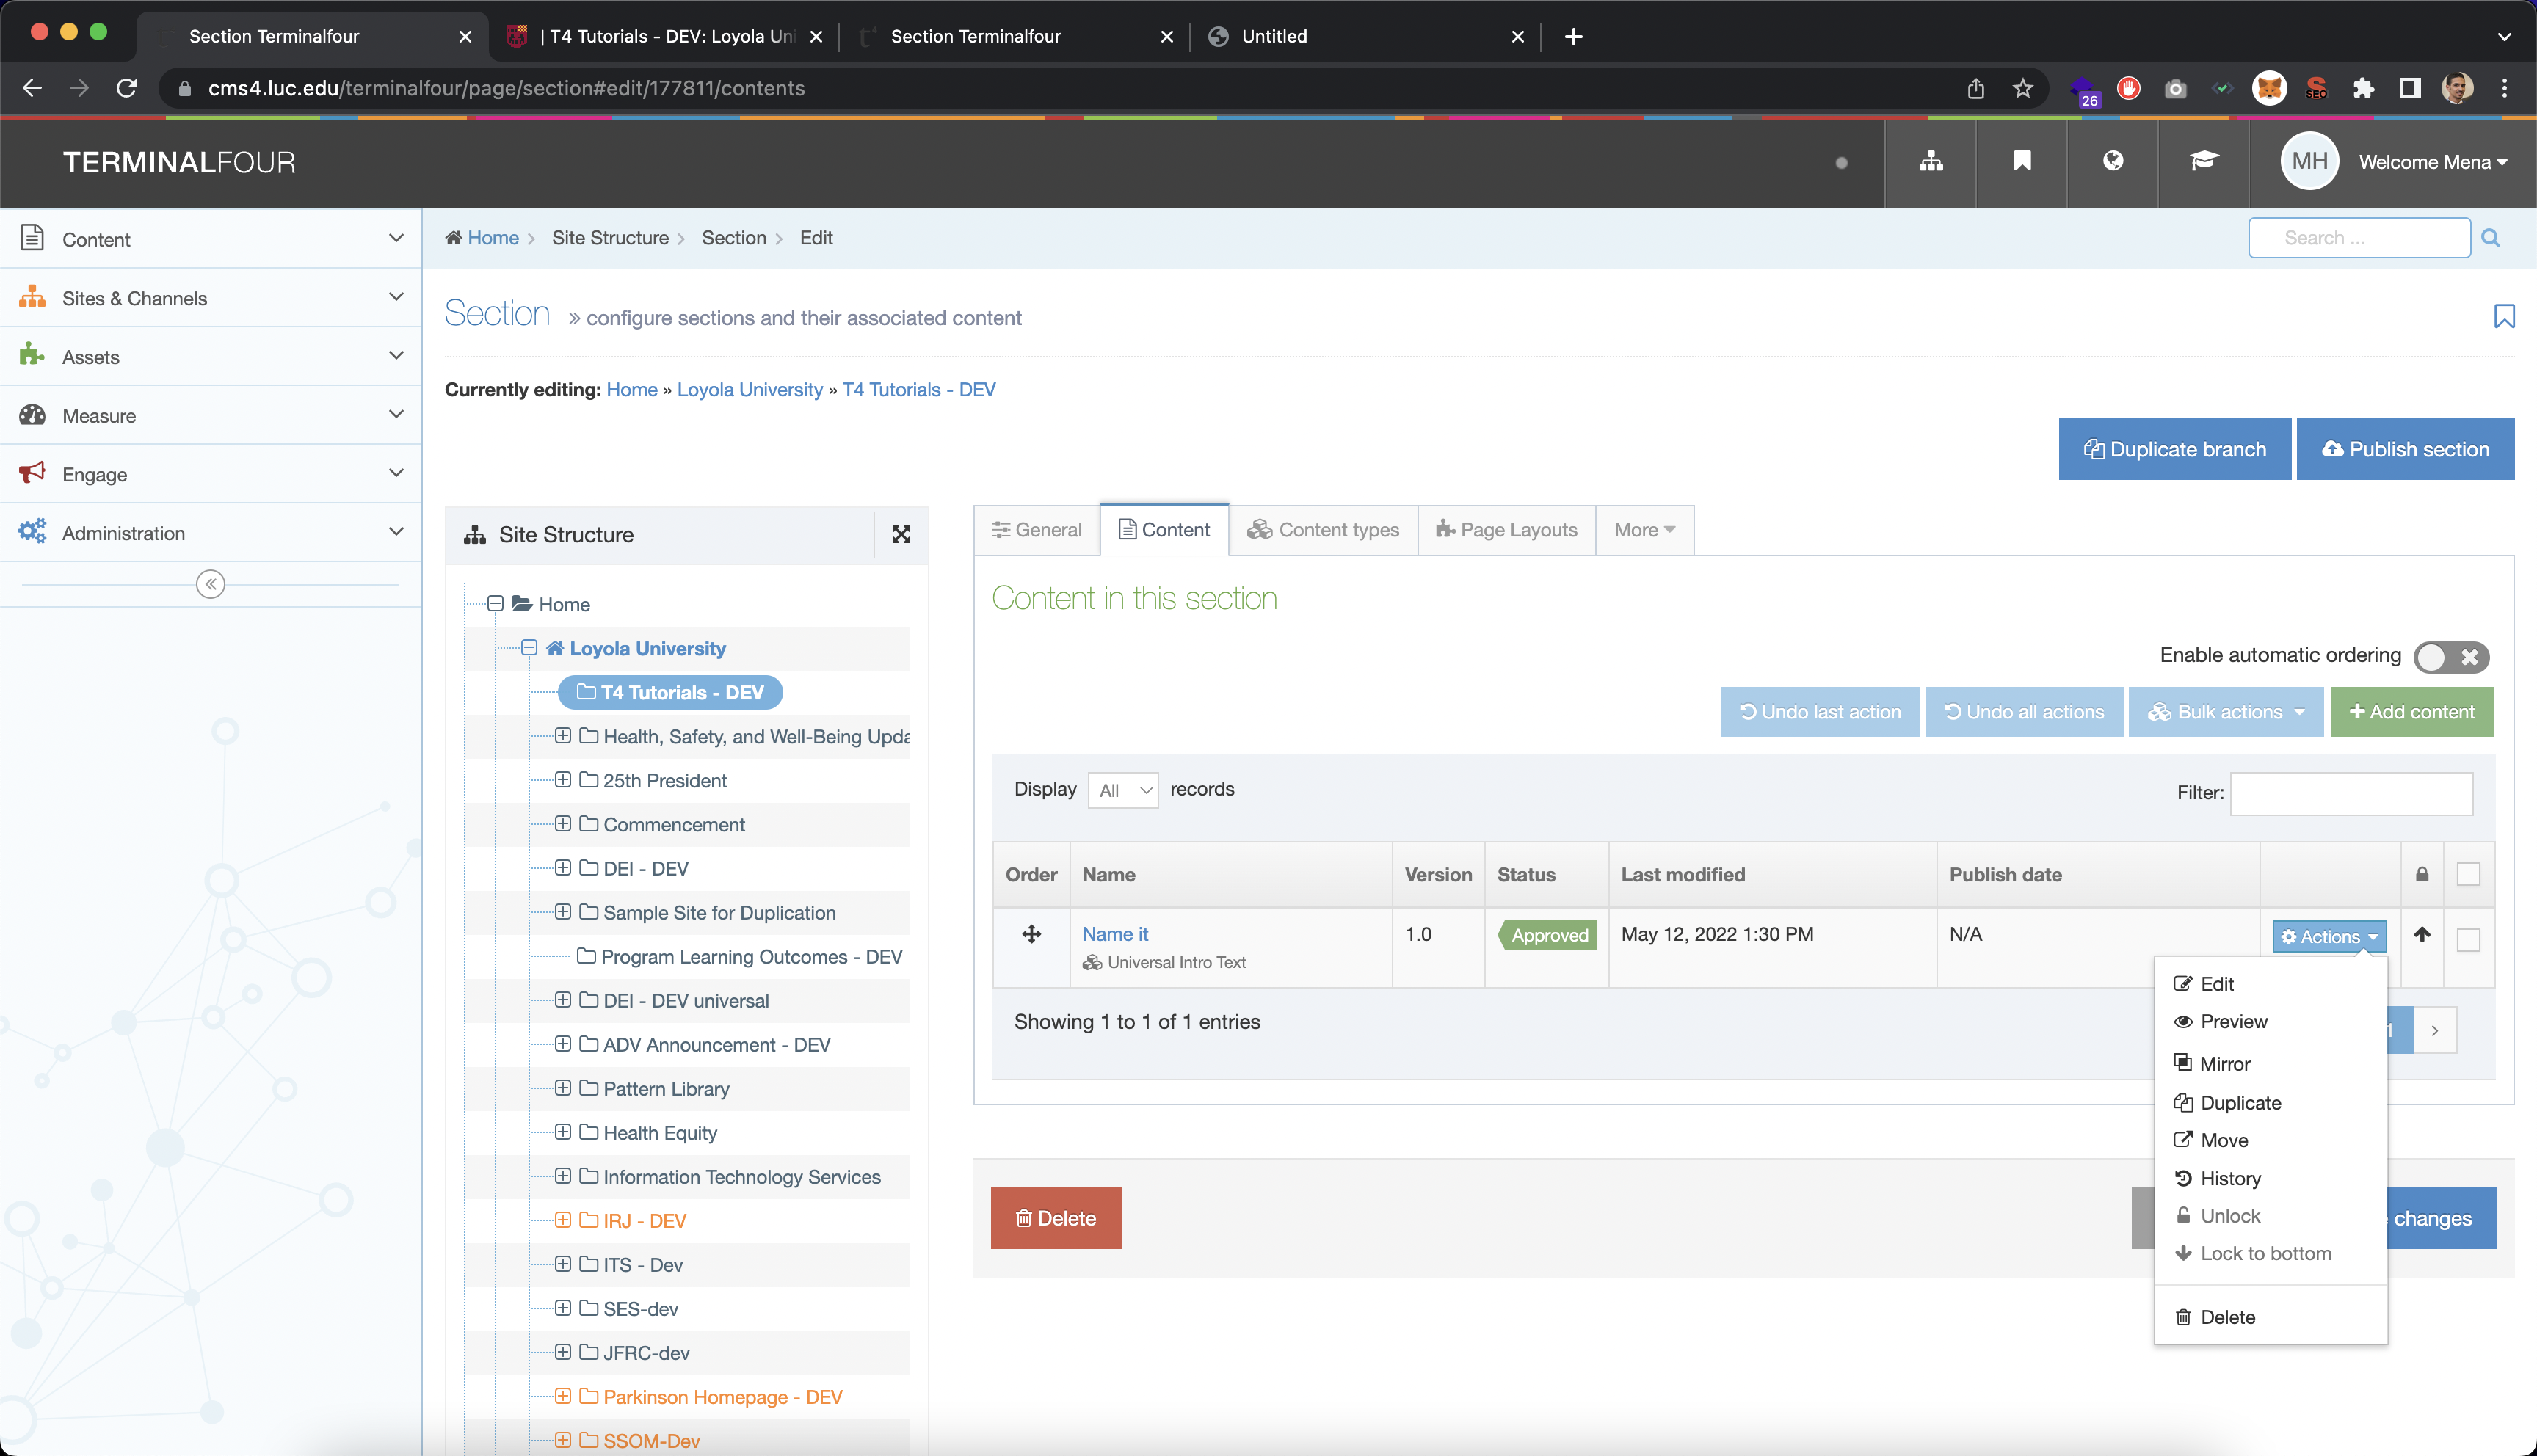 Section Terminalfour
| T4 Tutorials - DEV: Loyola Uni
Section Terminalfour
Untitled
cms4.luc.edu/terminalfour/page/section#edit/177811/contents
26
SEO
TERMINALFOUR
MH
Welcome Mena
Content
Sites & Channels
Assets
Measure
Engage
Administration
Home
Site Structure
Section
Edit
Search ...
Section
» configure sections and their associated content
Currently editing: Home » Loyola University » T4 Tutorials - DEV
Duplicate branch
Publish section
Site Structure
Home
Loyola University
T4 Tutorials - DEV
Health, Safety, and Well-Being Upda
25th President
Commencement
DEI - DEV
Sample Site for Duplication
Program Learning Outcomes - DEV
DEI - DEV universal
ADV Announcement - DEV
Pattern Library
Health Equity
Information Technology Services
IRJ - DEV
ITS - Dev
SES-dev
JFRC-dev
Parkinson Homepage - DEV
SSOM-Dev
General
Content
Content types
Page Layouts
More
Content in this section
Enable automatic ordering
Undo last action
Undo all actions
Bulk actions
Add content
Display All records
Filter:
Order Name Version Status Last modified Publish date
Name it 1.0 Approved May 12, 2022 1:30 PM N/A Actions
Universal Intro Text
Showing 1 to 1 of 1 entries
1
Edit
Preview
Mirror
Duplicate
Move
History
Unlock
Lock to bottom
Delete
Delete
changes